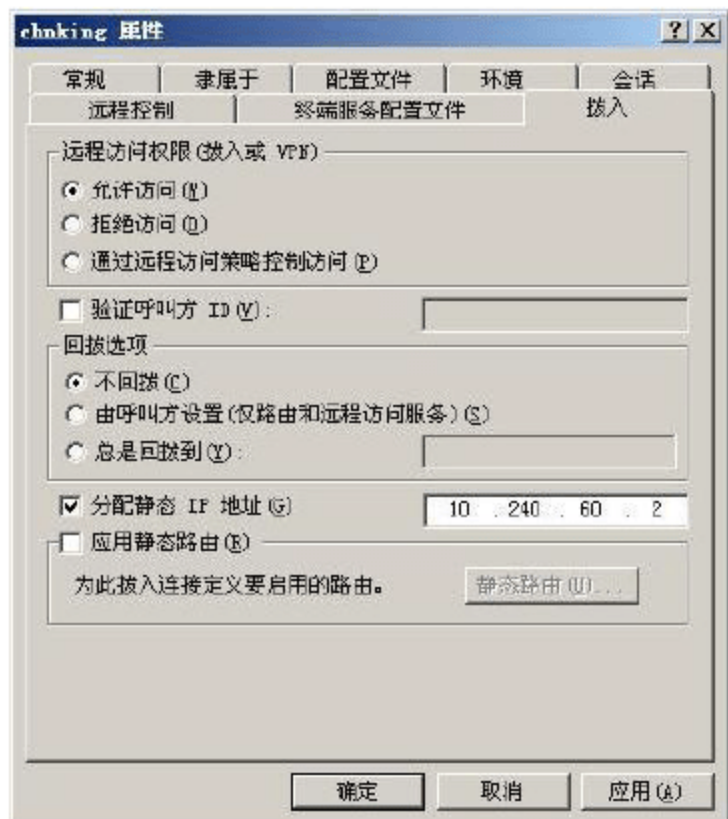 chnking 属性
常规 隶属于 配置文件 环境 会话
远程控制 终端服务配置文件 拨入
远程访问权限(拨入或 VPN)
允许访问(W)
拒绝访问(D)
通过远程访问策略控制访问(P)
验证呼叫方 ID(V):
回拨选项
不回拨(C)
由呼叫方设置(仅路由和远程访问服务)(S)
总是回拨到(Y):
分配静态 IP 地址(G) 10 . 240 . 60 . 2
应用静态路由(R)
为此拨入连接定义要启用的路由。 静态路由(U)...
确定 取消 应用(A)